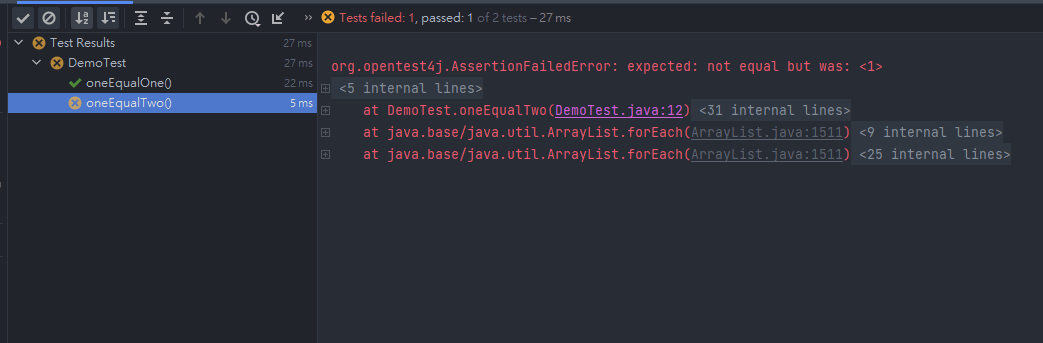 » Tests failed: 1, passed: 1 of 2 tests – 27 ms
Test Results 27 ms
DemoTest 27 ms
oneEqualOne() 22 ms
oneEqualTwo() 5 ms
org.opentest4j.AssertionFailedError: expected: not equal but was: <1>
<5 internal lines>
at DemoTest.oneEqualTwo(DemoTest.java:12) <31 internal lines>
at java.base/java.util.ArrayList.forEach(ArrayList.java:1511) <9 internal lines>
at java.base/java.util.ArrayList.forEach(ArrayList.java:1511) <25 internal lines>